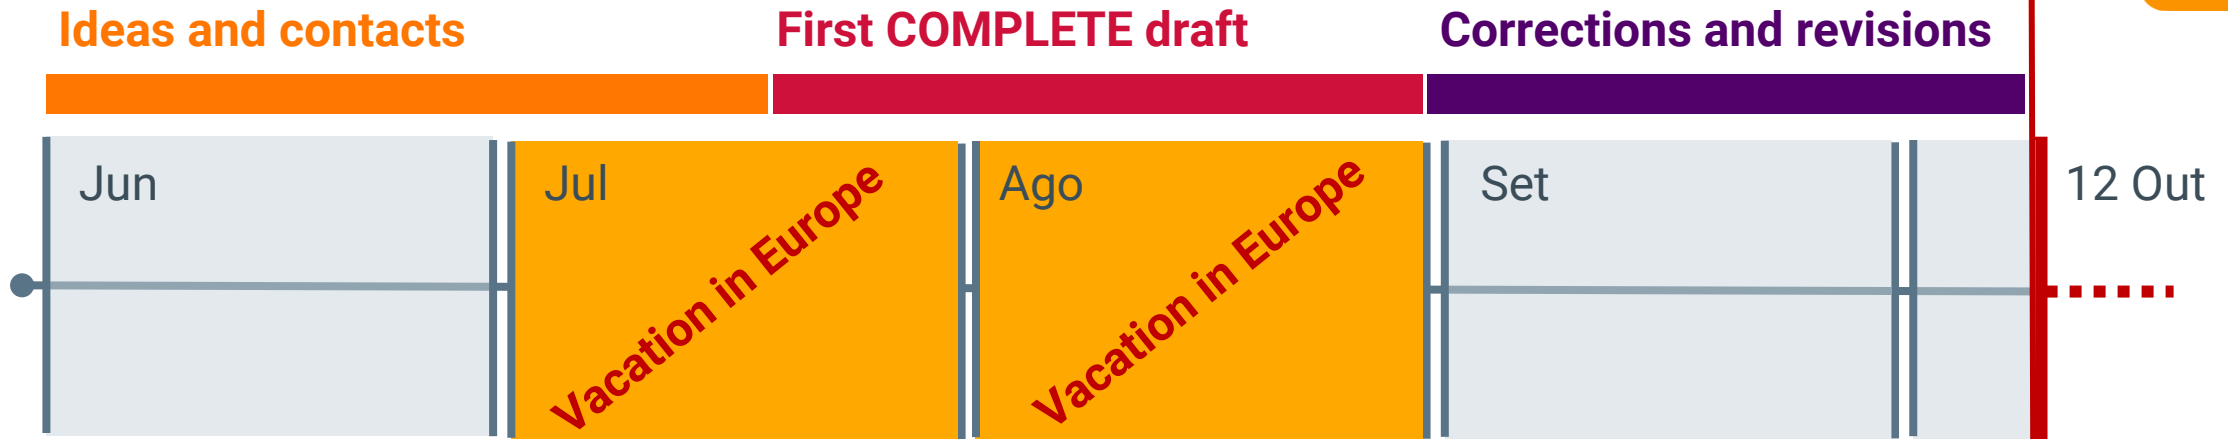 Ideas and contacts
First COMPLETE draft
Corrections and revisions
Jun
Jul
Ago
Set
12 Out
Vacation in Europe
Vacation in Europe